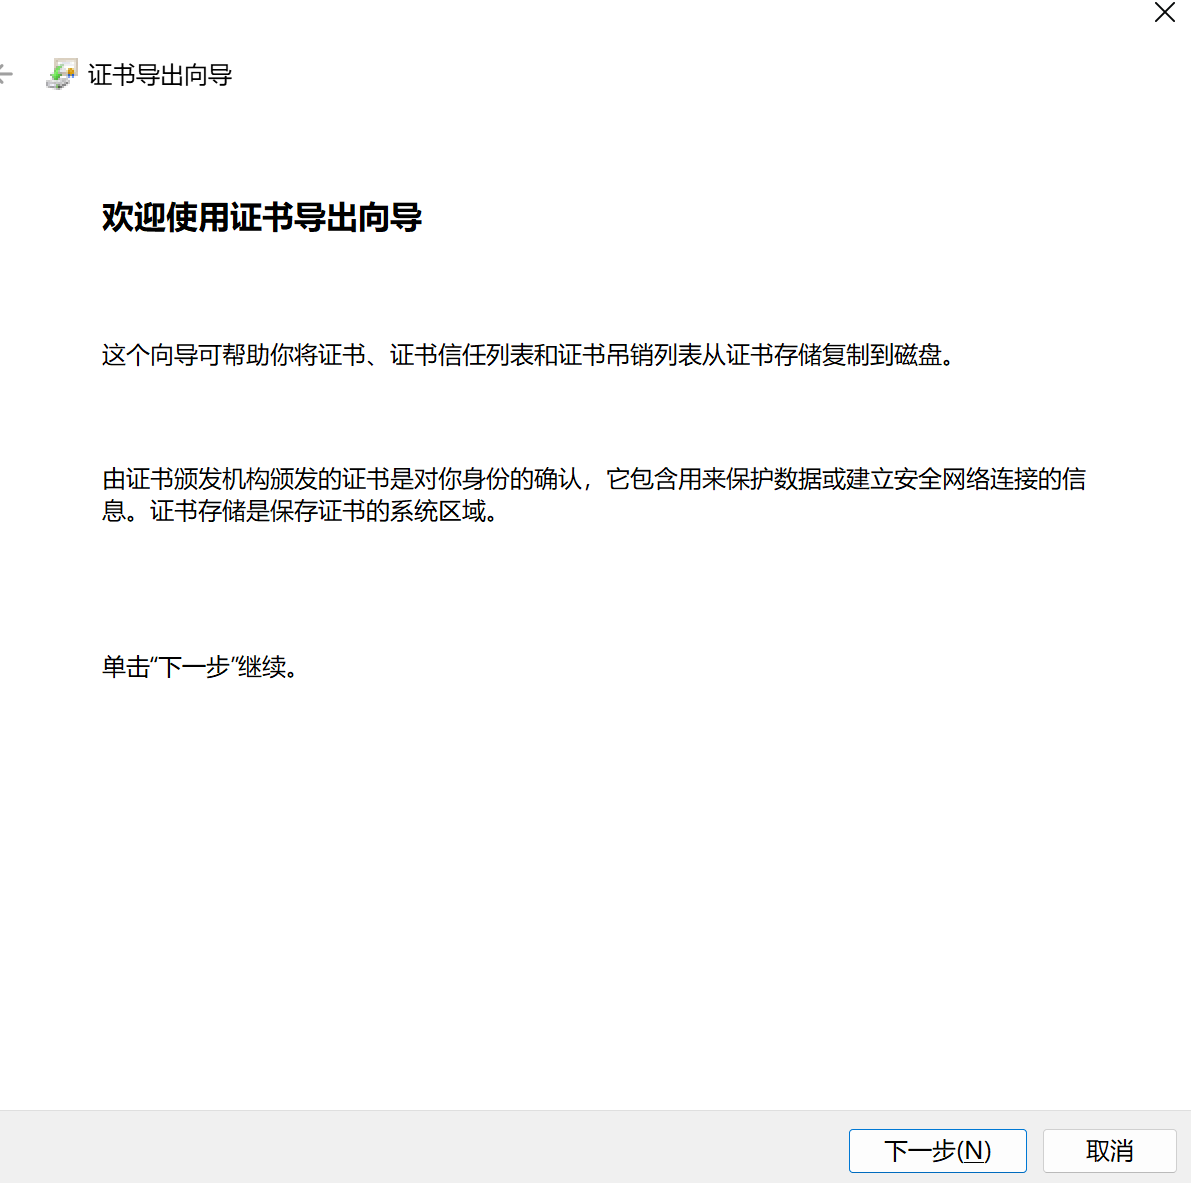 证书导出向导
欢迎使用证书导出向导
这个向导可帮助你将证书、证书信任列表和证书吊销列表从证书存储复制到磁盘。
由证书颁发机构颁发的证书是对你身份的确认，它包含用来保护数据或建立安全网络连接的信
息。证书存储是保存证书的系统区域。
单击“下一步”继续。
下一步(N)
取消